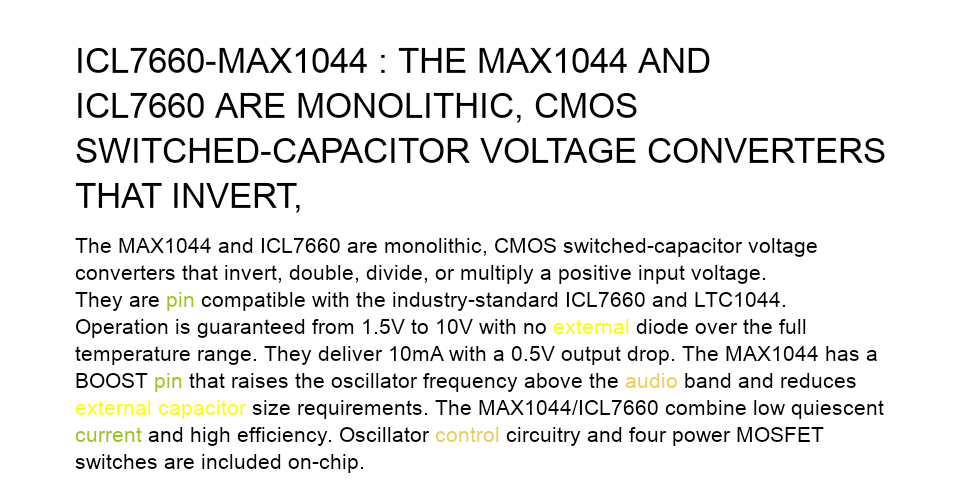 ICL7660-MAX1044 : THE MAX1044 AND
ICL7660 ARE MONOLITHIC, CMOS
SWITCHED-CAPACITOR VOLTAGE CONVERTERS
THAT INVERT,
The MAX1044 and ICL7660 are monolithic, CMOS switched-capacitor voltage
converters that invert, double, divide, or multiply a positive input voltage.
They are pin compatible with the industry-standard ICL7660 and LTC1044.
Operation is guaranteed from 1.5V to 10V with no external diode over the full
temperature range. They deliver 10mA with a 0.5V output drop. The MAX1044 has a
BOOST pin that raises the oscillator frequency above the audio band and reduces
external capacitor size requirements. The MAX1044/ICL7660 combine low quiescent
current and high efficiency. Oscillator control circuitry and four power MOSFET
switches are included on-chip.